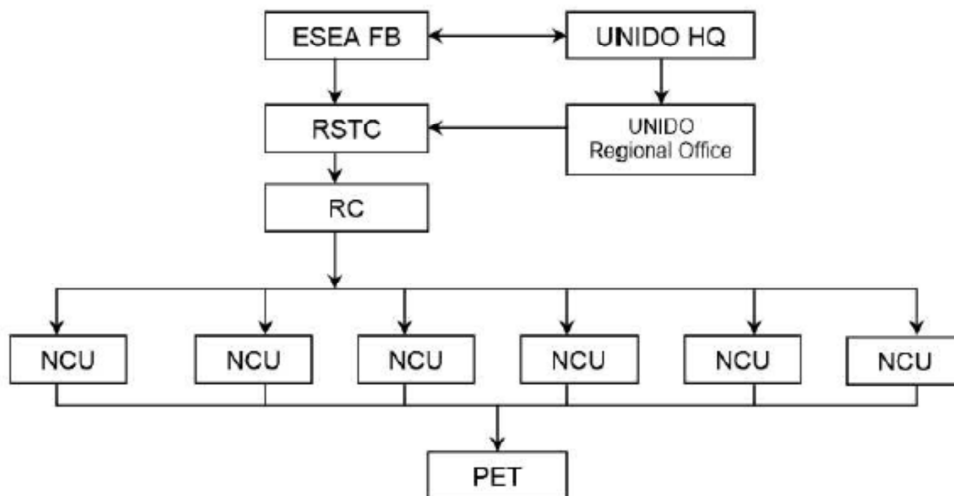 ESEA FB
UNIDO HQ
RSTC
UNIDO
Regional Office
RC
NCU
NCU
NCU
NCU
NCU
NCU
PET